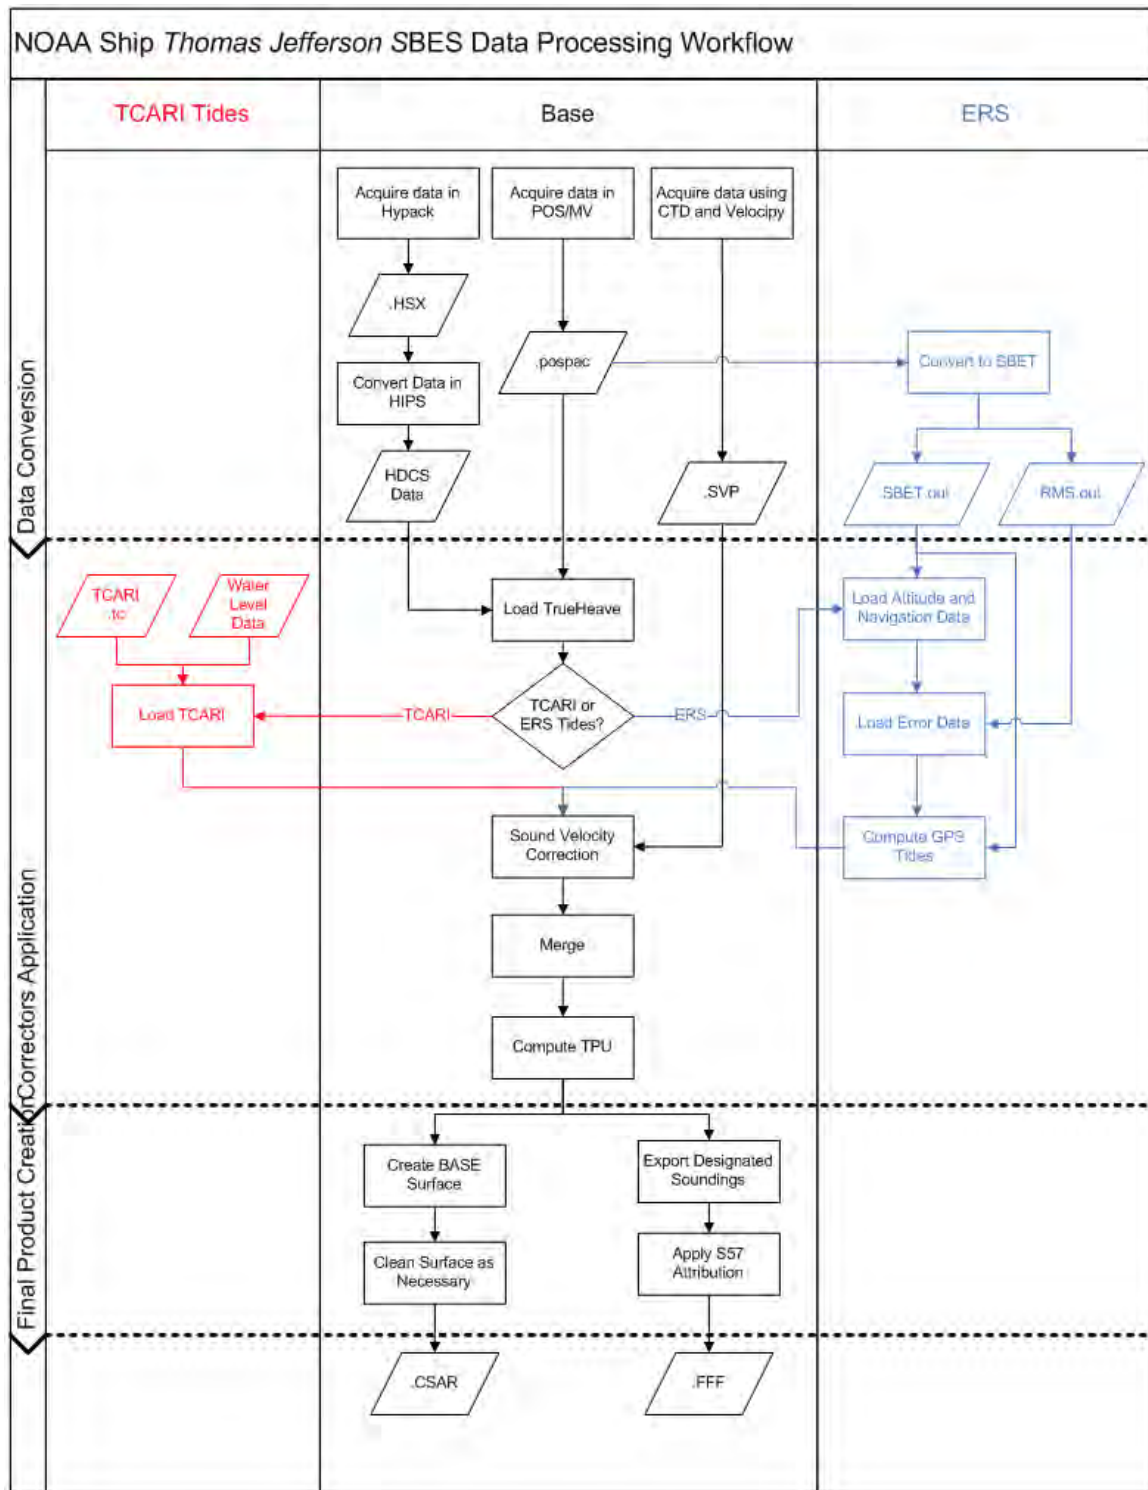 NOAA Ship Thomas Jefferson SBES Data Processing Workflow
TCARI Tides
Base
ERS
Data Conversion
Acquire data in
Hypack
Acquire data in
POS/MV
Acquire data using
CTD and Velocipy
.HSX
.pospac
Convert to SBET
Convert Data in
HIPS
HDCS
Data
.SVP
SBET.out
RMS.out
Correctors Application
TCARI
.tc
Water
Level
Data
Load TrueHeave
Load Altitude and
Navigation Data
Load TCARI
TCARI
TCARI or
ERS Tides?
ERS
Load Error Data
Sound Velocity
Correction
Compute GPS
Tides
Merge
Compute TPU
Final Product Creation
Create BASE
Surface
Export Designated
Soundings
Clean Surface as
Necessary
Apply S57
Attribution
.CSAR
.FFF